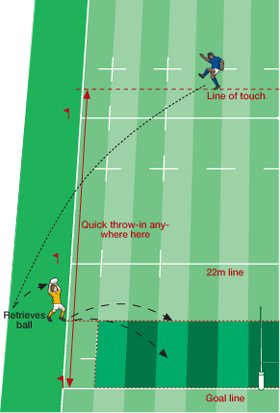 Line of touch
Quick throw-in any-
where here
22m line
Retrieves
ball
Goal line